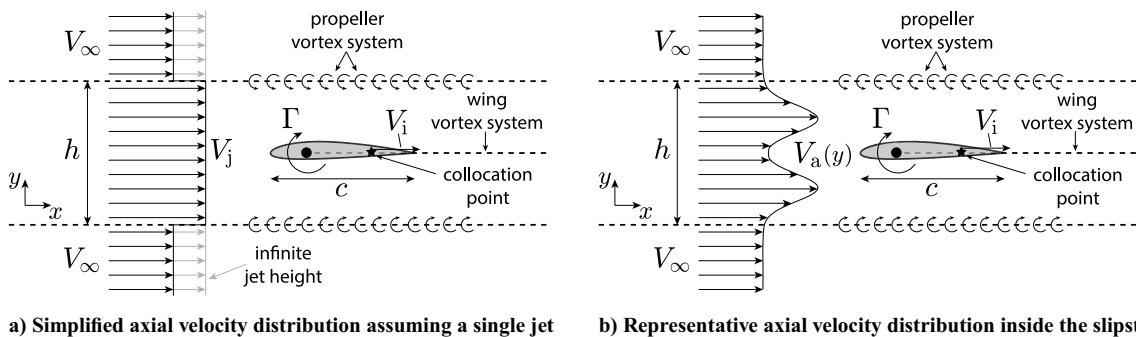 V∞
h
y
x
V∞
Vj
infinite
jet height
propeller
vortex system
wing
vortex system
Γ
Vi
c
collocation
point
a) Simplified axial velocity distribution assuming a single jet
V∞
h
y
x
V∞
Va(y)
propeller
vortex system
wing
vortex system
Γ
Vi
c
collocation
point
b) Representative axial velocity distribution inside the slipst